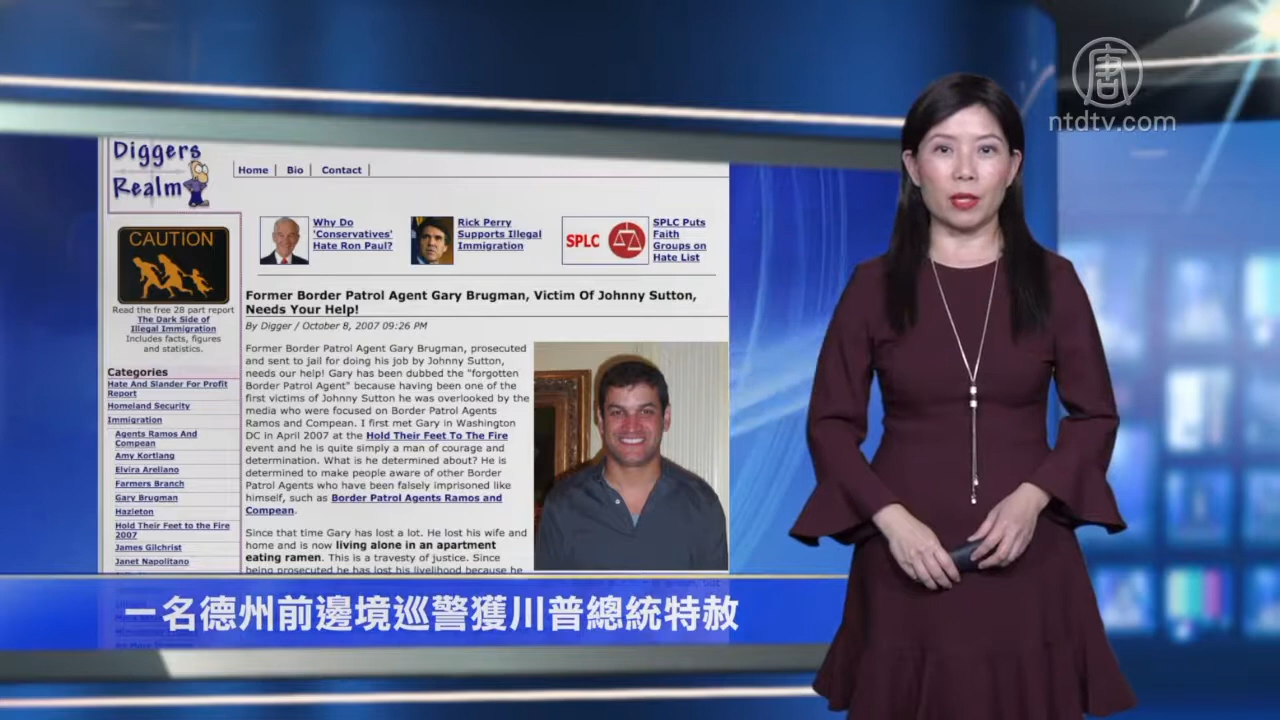 唐
ntdtv.com
Diggers
Realm
Home | Bio | Contact |
Why Do
'Conservatives'
Hate Ron Paul?
Rick Perry
Supports Illegal
Immigration
SPLC
SPLC Puts
Faith
Groups on
Hate List
CAUTION
Read the free 28 part report
The Dark Side of
Illegal Immigration
Includes facts, figures
and statistics.
Categories
Hate And Slander For Profit
Report
Homeland Security
Immigration
Agents Ramos And
Compean
Amy Kortlang
Elvira Arellano
Farmers Branch
Gary Brugman
Hazleton
Hold Their Feet to the Fire
2007
James Gilchrist
Janet Napolitano
Former Border Patrol Agent Gary Brugman, Victim Of Johnny Sutton,
Needs Your Help!
By Digger / October 8, 2007 09:26 PM
Former Border Patrol Agent Gary Brugman, prosecuted
and sent to jail for doing his job by Johnny Sutton,
needs our help! Gary has been dubbed the "forgotten
Border Patrol Agent" because having been one of the
first victims of Johnny Sutton he was overlooked by the
media who were focused on Border Patrol Agents
Ramos and Compean. I first met Gary in Washington
DC in April 2007 at the Hold Their Feet To The Fire
event and he is quite simply a man of courage and
determination. What is he determined about? He is
determined to make people aware of other Border
Patrol Agents who have been falsely imprisoned like
himself, such as Border Patrol Agents Ramos and
Compean.
Since that time Gary has lost a lot. He lost his wife and
home and is now living alone in an apartment
eating ramen. This is a travesty of justice. Since
being prosecuted he has lost his livelihood because he
一名德州前邊境巡警獲川普總統特赦